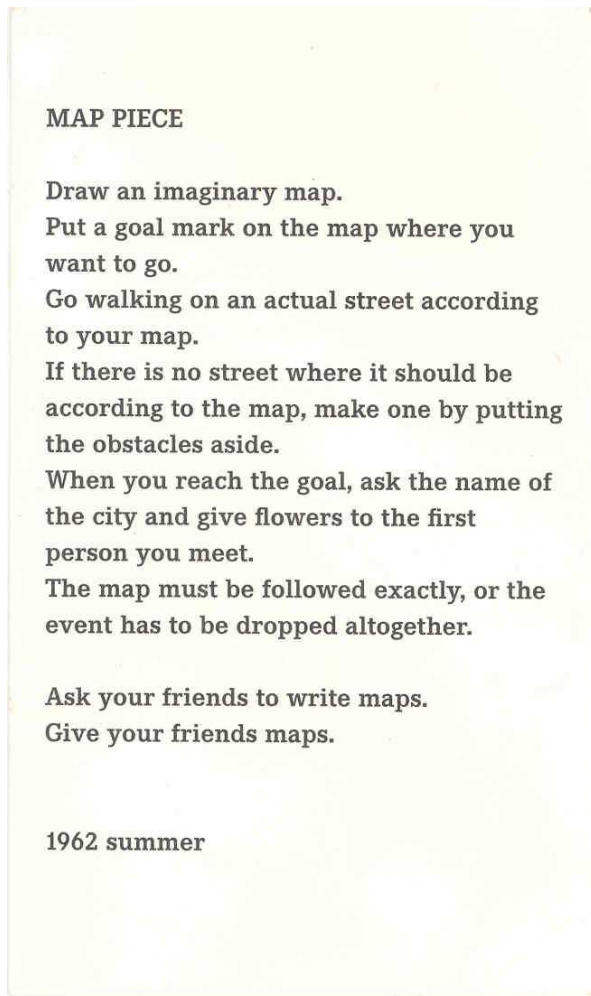 MAP PIECE
Draw an imaginary map.
Put a goal mark on the map where you
want to go.
Go walking on an actual street according
to your map.
If there is no street where it should be
according to the map, make one by putting
the obstacles aside.
When you reach the goal, ask the name of
the city and give flowers to the first
person you meet.
The map must be followed exactly, or the
event has to be dropped altogether.
Ask your friends to write maps.
Give your friends maps.
1962 summer